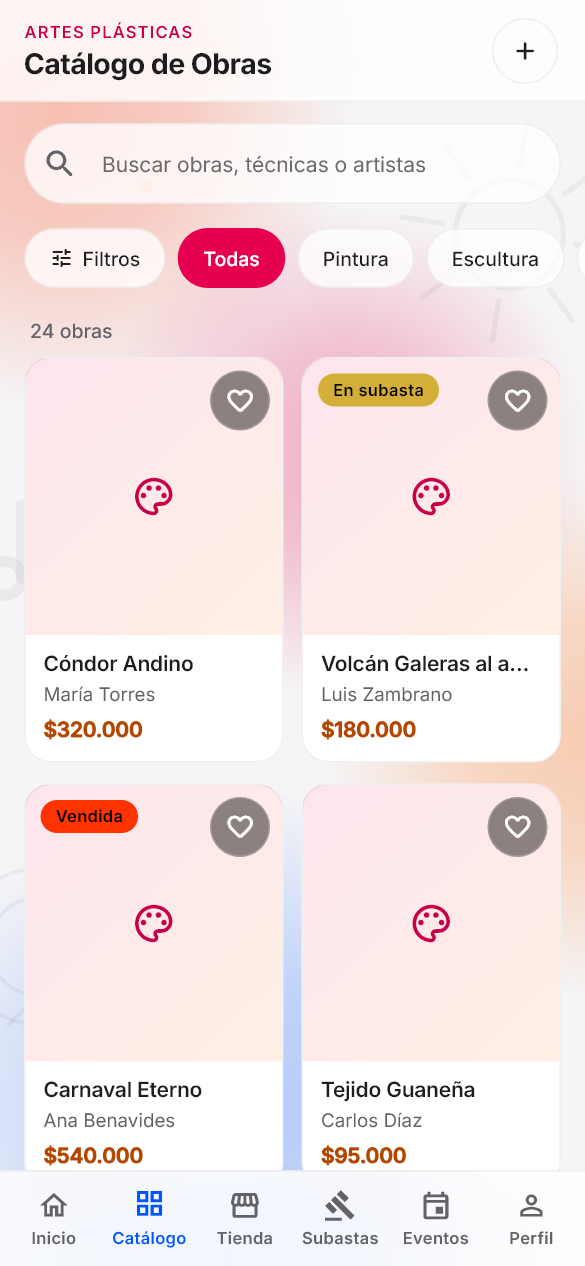 ARTES PLÁSTICAS
Catálogo de Obras
Buscar obras, técnicas o artistas
Filtros
Todas
Pintura
Escultura
24 obras
Cóndor Andino
María Torres
$320.000
En subasta
Volcán Galeras al a...
Luis Zambrano
$180.000
Vendida
Carnaval Eterno
Ana Benavides
$540.000
Tejido Guaneña
Carlos Díaz
$95.000
Inicio
Catálogo
Tienda
Subastas
Eventos
Perfil